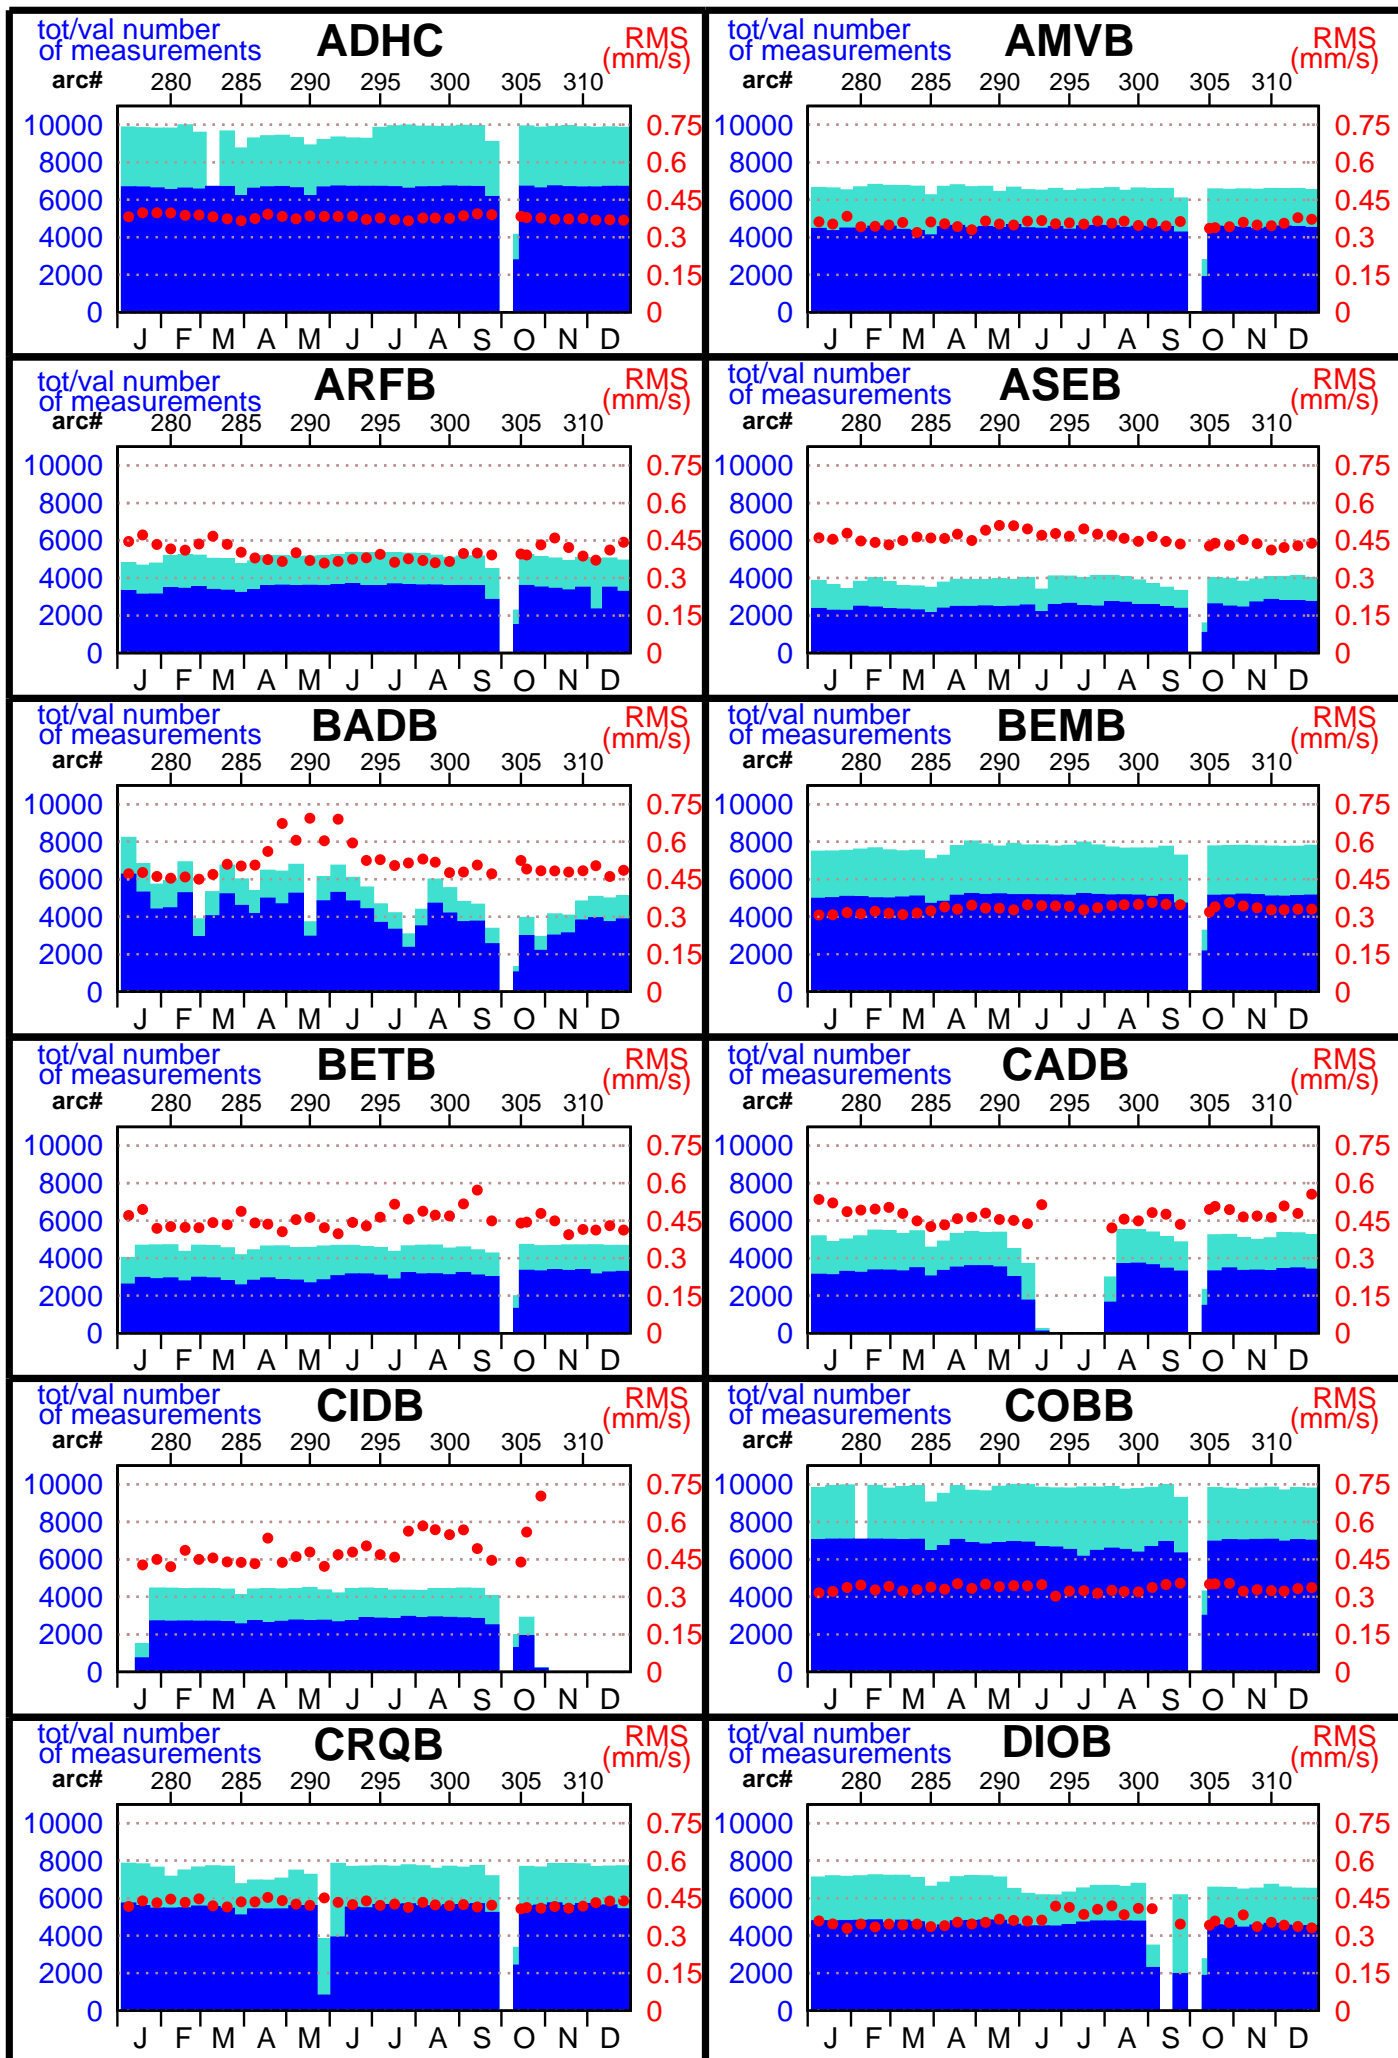 tot/val number ADHC RMS
of measurements (mm/s)
arc# 280 285 290 295 300 305 310
10000 0.75
8000 0.6
6000 0.45
4000 0.3
2000 0.15
0 0
J F M A M J J A S O N D
tot/val number AMVB RMS
of measurements (mm/s)
arc# 280 285 290 295 300 305 310
10000 0.75
8000 0.6
6000 0.45
4000 0.3
2000 0.15
0 0
J F M A M J J A S O N D
tot/val number ARFB RMS
of measurements (mm/s)
arc# 280 285 290 295 300 305 310
10000 0.75
8000 0.6
6000 0.45
4000 0.3
2000 0.15
0 0
J F M A M J J A S O N D
tot/val number ASEB RMS
of measurements (mm/s)
arc# 280 285 290 295 300 305 310
10000 0.75
8000 0.6
6000 0.45
4000 0.3
2000 0.15
0 0
J F M A M J J A S O N D
tot/val number BADB RMS
of measurements (mm/s)
arc# 280 285 290 295 300 305 310
10000 0.75
8000 0.6
6000 0.45
4000 0.3
2000 0.15
0 0
J F M A M J J A S O N D
tot/val number BEMB RMS
of measurements (mm/s)
arc# 280 285 290 295 300 305 310
10000 0.75
8000 0.6
6000 0.45
4000 0.3
2000 0.15
0 0
J F M A M J J A S O N D
tot/val number BETB RMS
of measurements (mm/s)
arc# 280 285 290 295 300 305 310
10000 0.75
8000 0.6
6000 0.45
4000 0.3
2000 0.15
0 0
J F M A M J J A S O N D
tot/val number CADB RMS
of measurements (mm/s)
arc# 280 285 290 295 300 305 310
10000 0.75
8000 0.6
6000 0.45
4000 0.3
2000 0.15
0 0
J F M A M J J A S O N D
tot/val number CIDB RMS
of measurements (mm/s)
arc# 280 285 290 295 300 305 310
10000 0.75
8000 0.6
6000 0.45
4000 0.3
2000 0.15
0 0
J F M A M J J A S O N D
tot/val number COBB RMS
of measurements (mm/s)
arc# 280 285 290 295 300 305 310
10000 0.75
8000 0.6
6000 0.45
4000 0.3
2000 0.15
0 0
J F M A M J J A S O N D
tot/val number CRQB RMS
of measurements (mm/s)
arc# 280 285 290 295 300 305 310
10000 0.75
8000 0.6
6000 0.45
4000 0.3
2000 0.15
0 0
J F M A M J J A S O N D
tot/val number DIOB RMS
of measurements (mm/s)
arc# 280 285 290 295 300 305 310
10000 0.75
8000 0.6
6000 0.45
4000 0.3
2000 0.15
0 0
J F M A M J J A S O N D